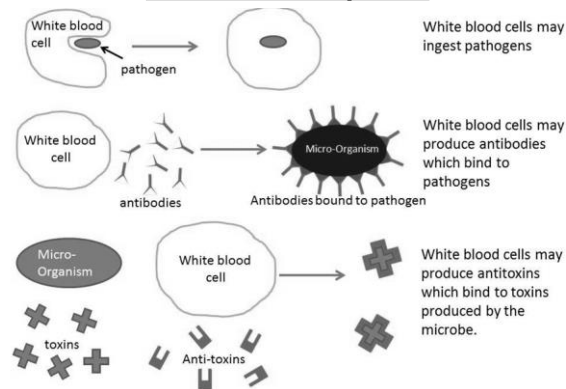 White blood
cell
pathogen
White blood cells may
ingest pathogens
White blood
cell
antibodies
Micro-Organism
Antibodies bound to pathogen
White blood cells may
produce antibodies
which bind to
pathogens
Micro-
Organism
toxins
White blood
cell
Anti-toxins
White blood cells may
produce antitoxins
which bind to toxins
produced by the
microbe.